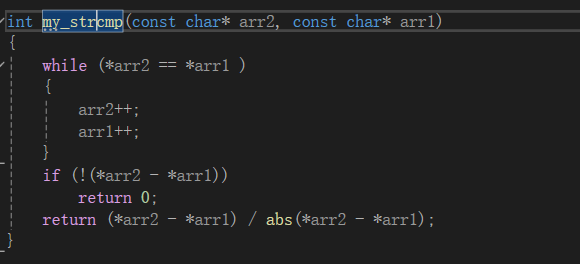 int my_strcmp(const char* arr2, const char* arr1)
{
    while (*arr2 == *arr1 )
    {
        arr2++;
        arr1++;
    }
    if (!(*arr2 - *arr1))
        return 0;
    return (*arr2 - *arr1) / abs(*arr2 - *arr1);
}